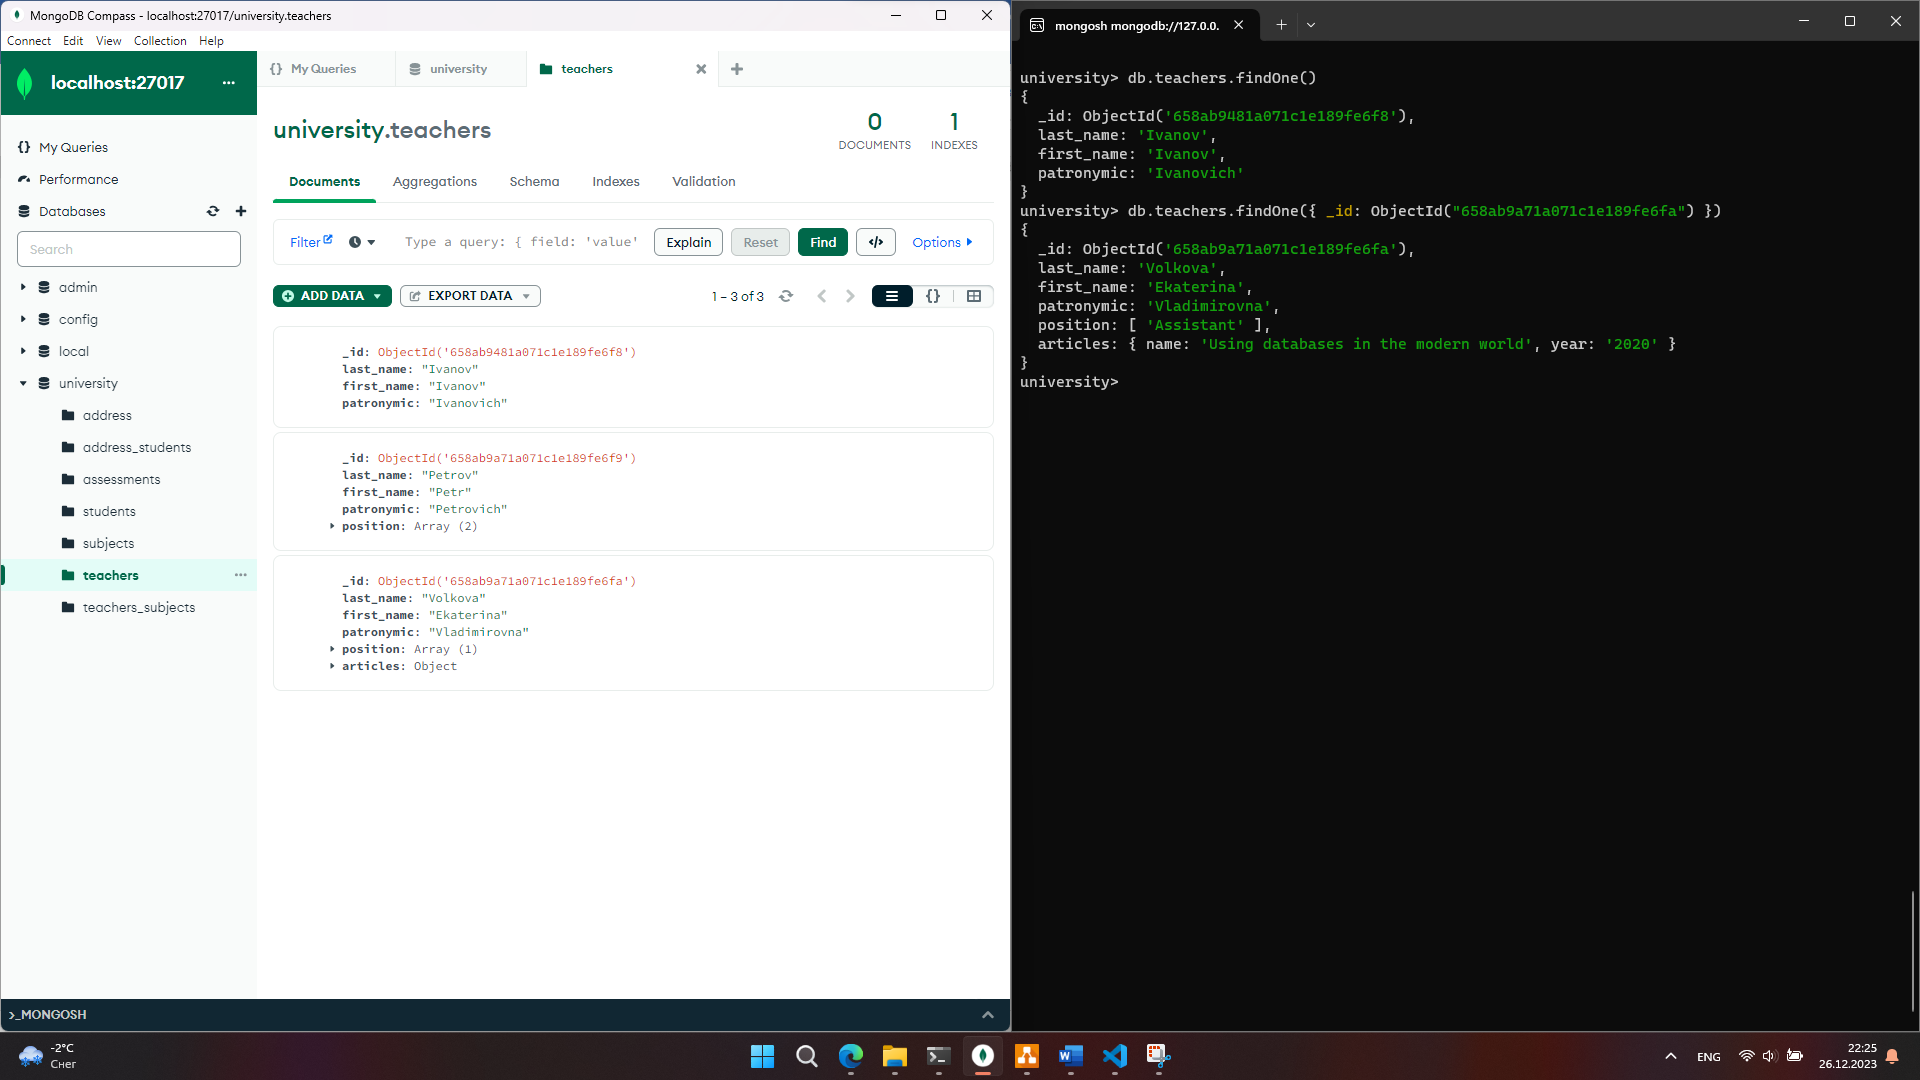 MongoDB Compass - localhost:27017/university.teachers
Connect Edit View Collection Help
localhost:27017
My Queries
Performance
Databases
Search
admin
config
local
university
address
address_students
assessments
students
subjects
teachers
teachers_subjects
{} My Queries
university
teachers
university.teachers
0
DOCUMENTS
1
INDEXES
Documents Aggregations Schema Indexes Validation
Filter
Type a query: { field: 'value'
Explain
Reset
Find
</>
Options
ADD DATA
EXPORT DATA
1 – 3 of 3
{}
_id: ObjectId('658ab9481a071c1e189fe6f8')
last_name: "Ivanov"
first_name: "Ivanov"
patronymic: "Ivanovich"
_id: ObjectId('658ab9a71a071c1e189fe6f9')
last_name: "Petrov"
first_name: "Petr"
patronymic: "Petrovich"
position: Array (2)
_id: ObjectId('658ab9a71a071c1e189fe6fa')
last_name: "Volkova"
first_name: "Ekaterina"
patronymic: "Vladimirovna"
position: Array (1)
articles: Object
>_MONGOSH
mongosh mongodb://127.0.0.
university> db.teachers.findOne()
{
_id: ObjectId('658ab9481a071c1e189fe6f8'),
last_name: 'Ivanov',
first_name: 'Ivanov',
patronymic: 'Ivanovich'
}
university> db.teachers.findOne({ _id: ObjectId("658ab9a71a071c1e189fe6fa") })
{
_id: ObjectId('658ab9a71a071c1e189fe6fa'),
last_name: 'Volkova',
first_name: 'Ekaterina',
patronymic: 'Vladimirovna',
position: [ 'Assistant' ],
articles: { name: 'Using databases in the modern world', year: '2020' }
}
university>
-2°C
Снег
ENG
22:25
26.12.2023